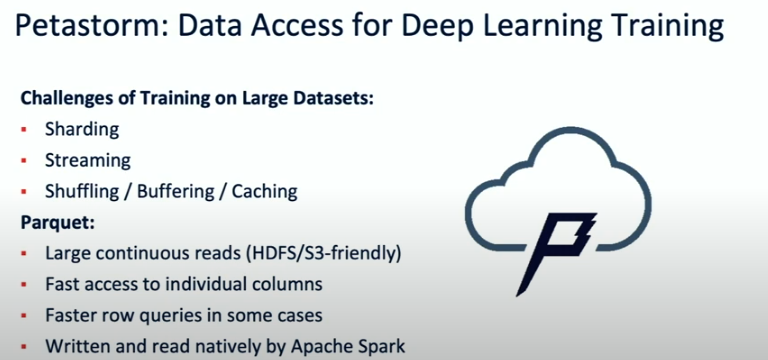 Petastorm: Data Access for Deep Learning Training
Challenges of Training on Large Datasets:
▪ Sharding
▪ Streaming
▪ Shuffling / Buffering / Caching
Parquet:
▪ Large continuous reads (HDFS/S3-friendly)
▪ Fast access to individual columns
▪ Faster row queries in some cases
▪ Written and read natively by Apache Spark